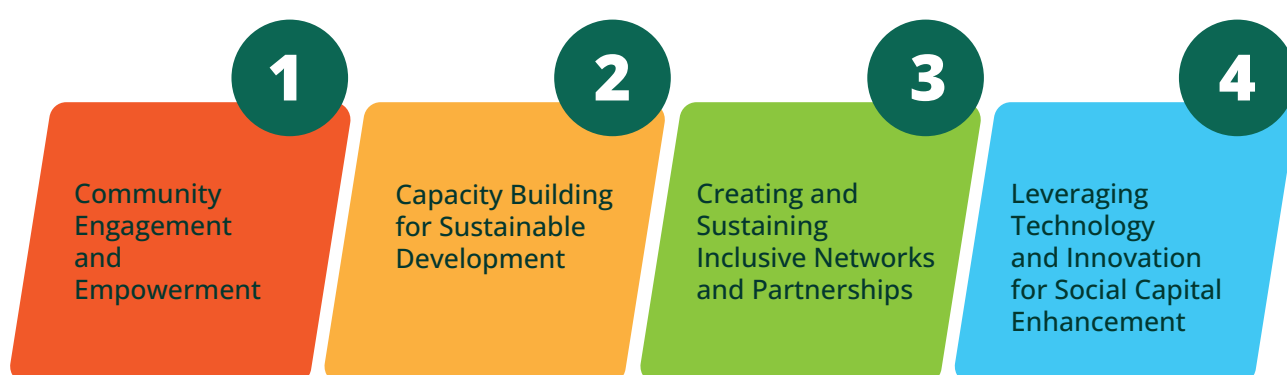 1
Community
Engagement
and
Empowerment
2
Capacity Building
for Sustainable
Development
3
Creating and
Sustaining
Inclusive Networks
and Partnerships
4
Leveraging
Technology
and Innovation
for Social Capital
Enhancement